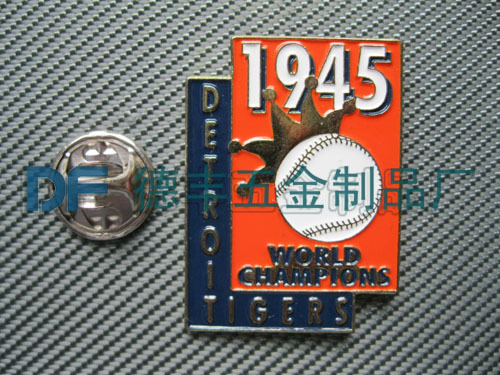 1945
DETROIT
TIGERS
WORLD
CHAMPIONS
DF 德丰五金制品厂